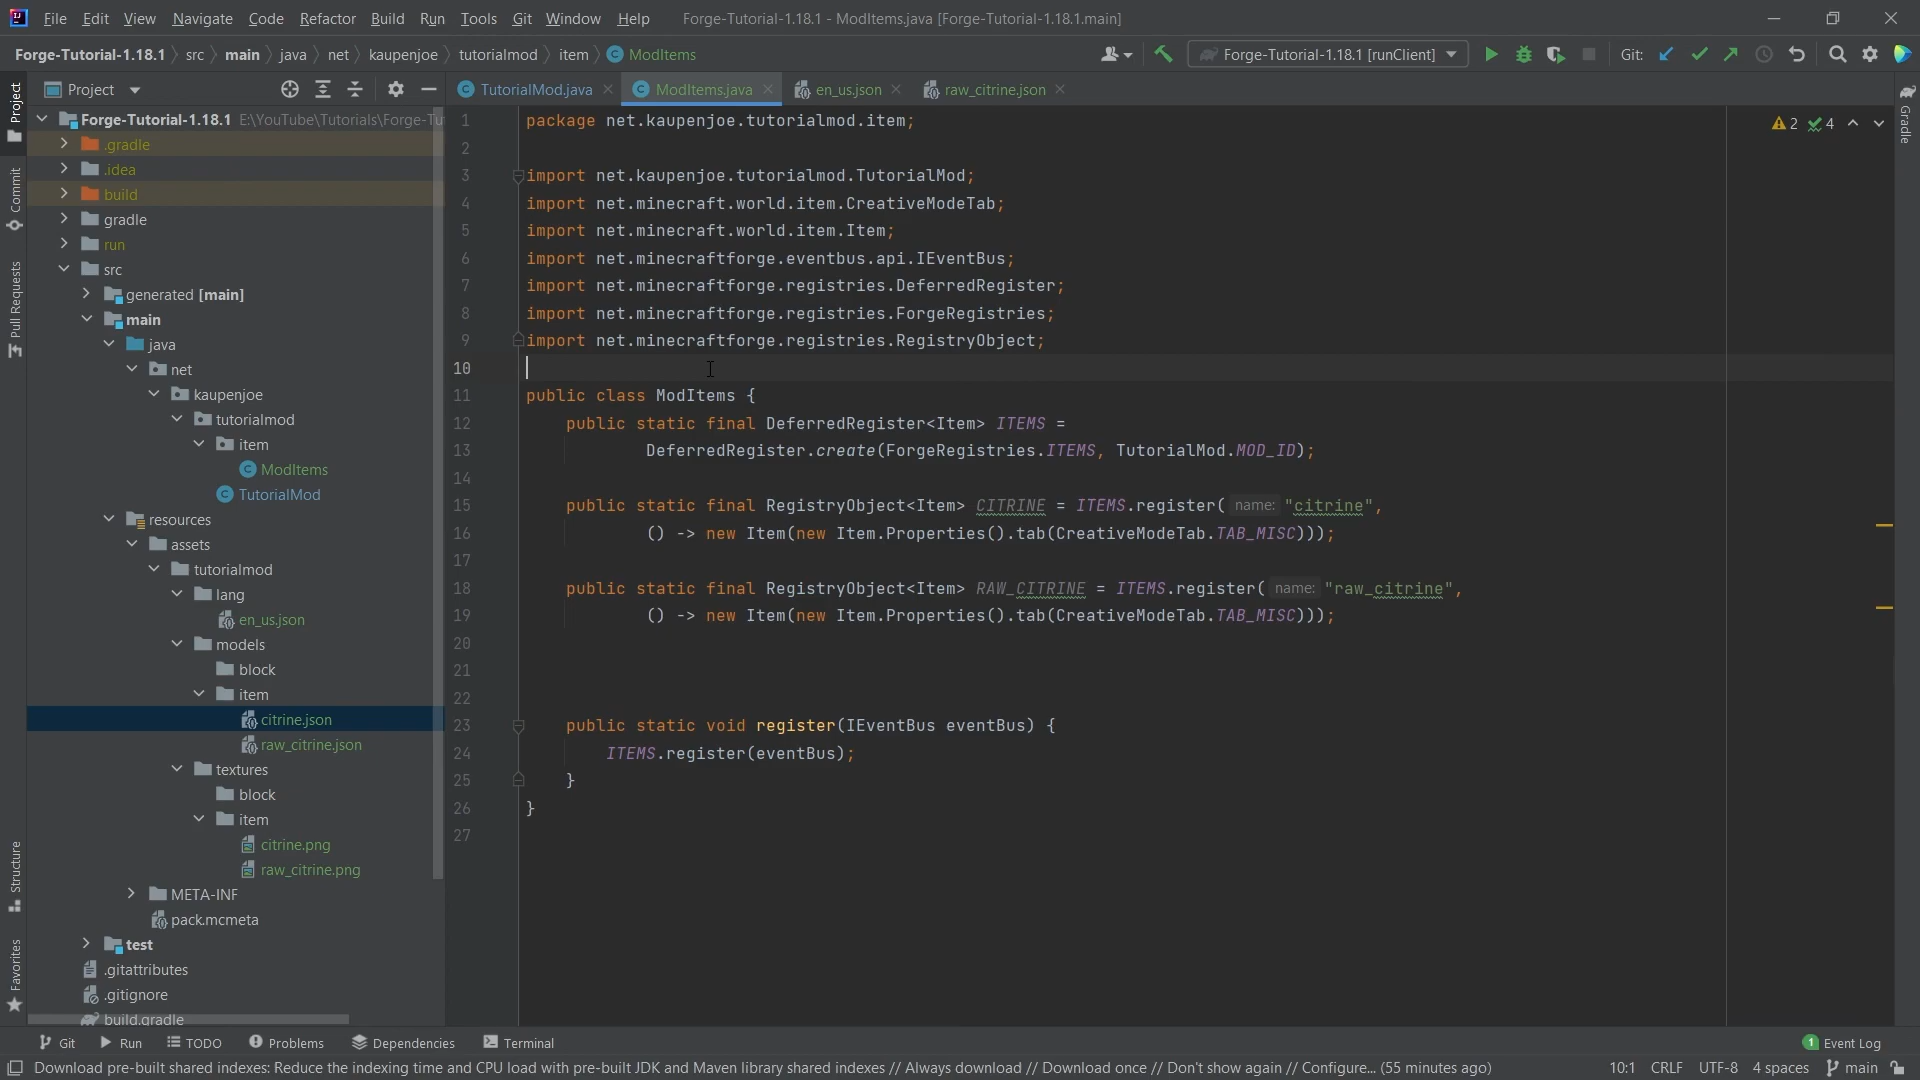 File Edit View Navigate Code Refactor Build Run Tools Git Window Help Forge-Tutorial-1.18.1 - ModItems.java [Forge-Tutorial-1.18.1.main]
Forge-Tutorial-1.18.1 src main java net kaupenjoe tutorialmod item ModItems Forge-Tutorial-1.18.1 [runClient] Git:
Project
TutorialMod.java ModItems.java en_us.json raw_citrine.json
Project
Commit
Pull Requests
Structure
Favorites
Gradle
Forge-Tutorial-1.18.1 E:\YouTube\Tutorials\Forge-Tu
.gradle
.idea
build
gradle
run
src
generated [main]
main
java
net
kaupenjoe
tutorialmod
item
ModItems
TutorialMod
resources
assets
tutorialmod
lang
en_us.json
models
block
item
citrine.json
raw_citrine.json
textures
block
item
citrine.png
raw_citrine.png
META-INF
pack.mcmeta
test
.gitattributes
.gitignore
build.gradle
2 4
1 package net.kaupenjoe.tutorialmod.item;
2
3 import net.kaupenjoe.tutorialmod.TutorialMod;
4 import net.minecraft.world.item.CreativeModeTab;
5 import net.minecraft.world.item.Item;
6 import net.minecraftforge.eventbus.api.IEventBus;
7 import net.minecraftforge.registries.DeferredRegister;
8 import net.minecraftforge.registries.ForgeRegistries;
9 import net.minecraftforge.registries.RegistryObject;
10
11 public class ModItems {
12 public static final DeferredRegister<Item> ITEMS =
13 DeferredRegister.create(ForgeRegistries.ITEMS, TutorialMod.MOD_ID);
14
15 public static final RegistryObject<Item> CITRINE = ITEMS.register( name: "citrine",
16 () -> new Item(new Item.Properties().tab(CreativeModeTab.TAB_MISC)));
17
18 public static final RegistryObject<Item> RAW_CITRINE = ITEMS.register( name: "raw_citrine",
19 () -> new Item(new Item.Properties().tab(CreativeModeTab.TAB_MISC)));
20
21
22
23 public static void register(IEventBus eventBus) {
24 ITEMS.register(eventBus);
25 }
26 }
27
Git Run TODO Problems Dependencies Terminal 1 Event Log
Download pre-built shared indexes: Reduce the indexing time and CPU load with pre-built JDK and Maven library shared indexes // Always download // Download once // Don't show again // Configure... (55 minutes ago) 10:1 CRLF UTF-8 4 spaces main